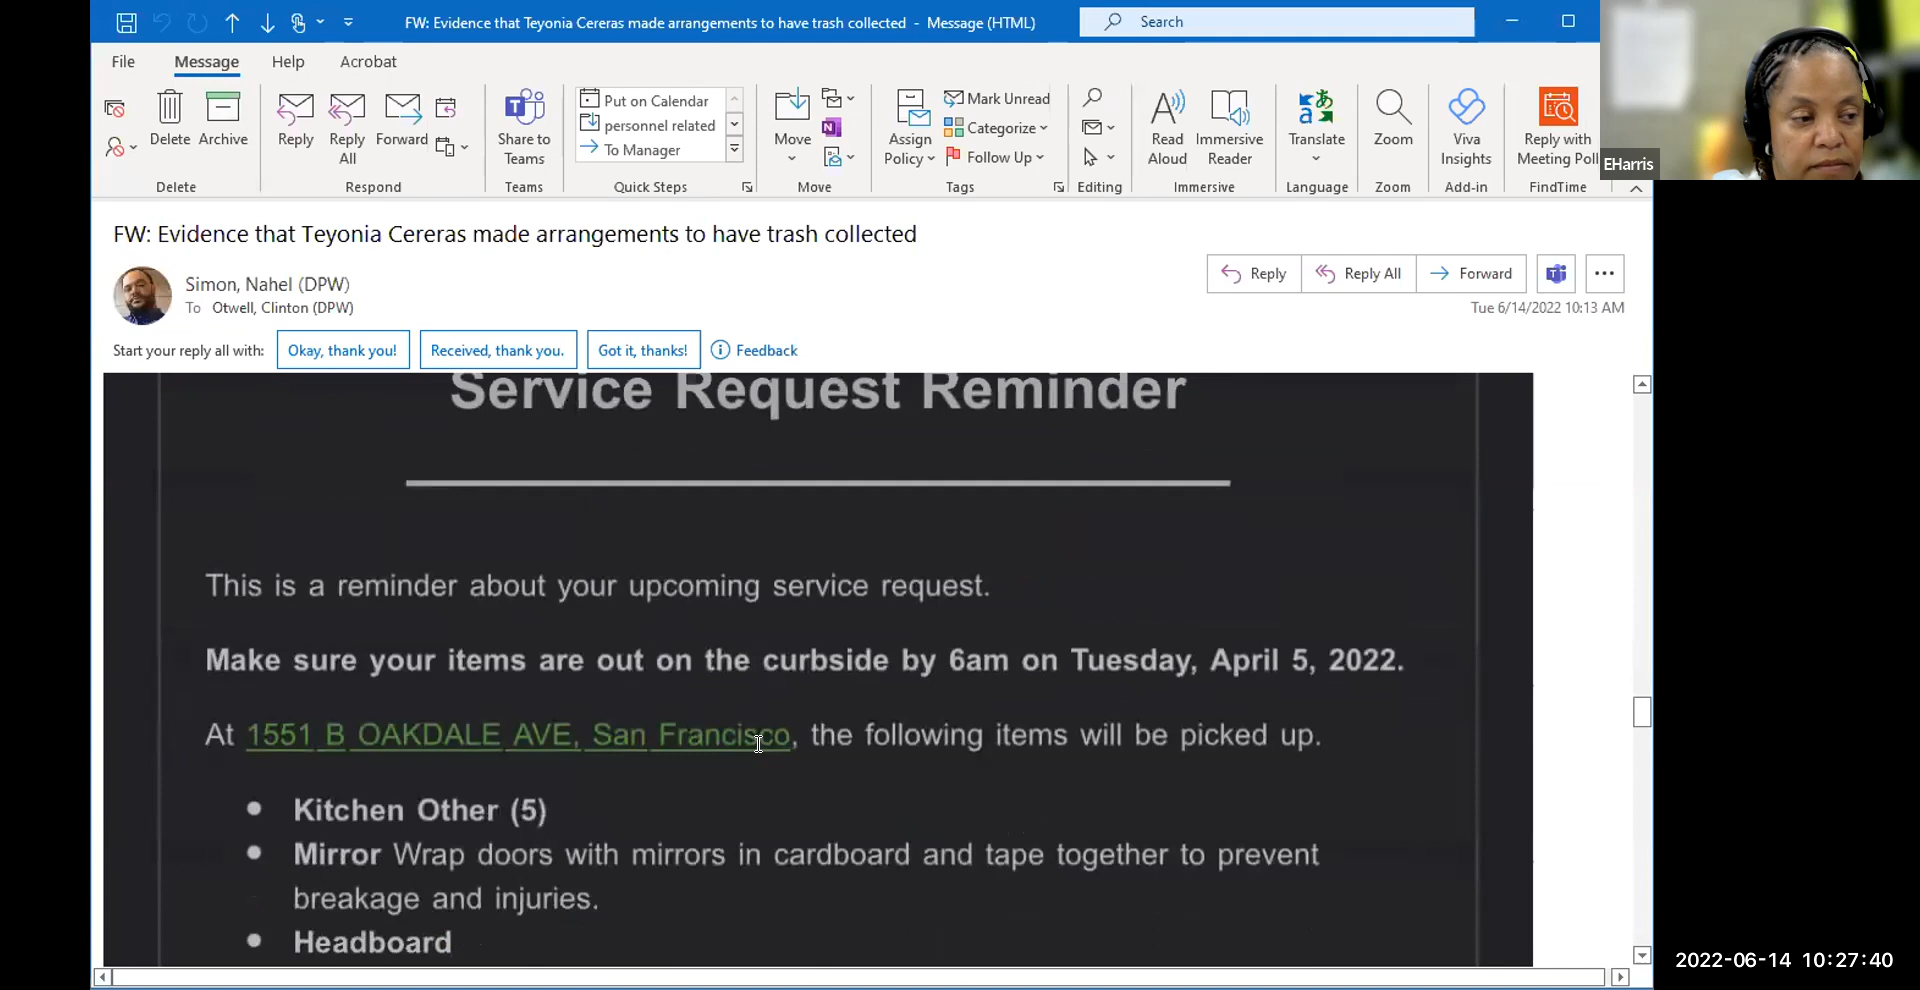 FW: Evidence that Teyonia Cereras made arrangements to have trash collected - Message (HTML)
Search
File Message Help Acrobat
Delete Archive
Delete
Reply Reply All Forward
Respond
Share to Teams
Teams
Put on Calendar
personnel related
To Manager
Quick Steps
Move
Move
Assign Policy
Mark Unread
Categorize
Follow Up
Tags
Editing
Read Aloud
Immersive Reader
Immersive
Translate
Language
Zoom
Zoom
Viva Insights
Add-in
Reply with Meeting Poll
FindTime
EHarris
FW: Evidence that Teyonia Cereras made arrangements to have trash collected
Simon, Nahel (DPW)
To Otwell, Clinton (DPW)
Reply Reply All Forward
Tue 6/14/2022 10:13 AM
Start your reply all with: Okay, thank you! Received, thank you. Got it, thanks! Feedback
Service Request Reminder
This is a reminder about your upcoming service request.
Make sure your items are out on the curbside by 6am on Tuesday, April 5, 2022.
At 1551 B OAKDALE AVE, San Francisco, the following items will be picked up.
• Kitchen Other (5)
• Mirror Wrap doors with mirrors in cardboard and tape together to prevent
breakage and injuries.
• Headboard
2022-06-14 10:27:40